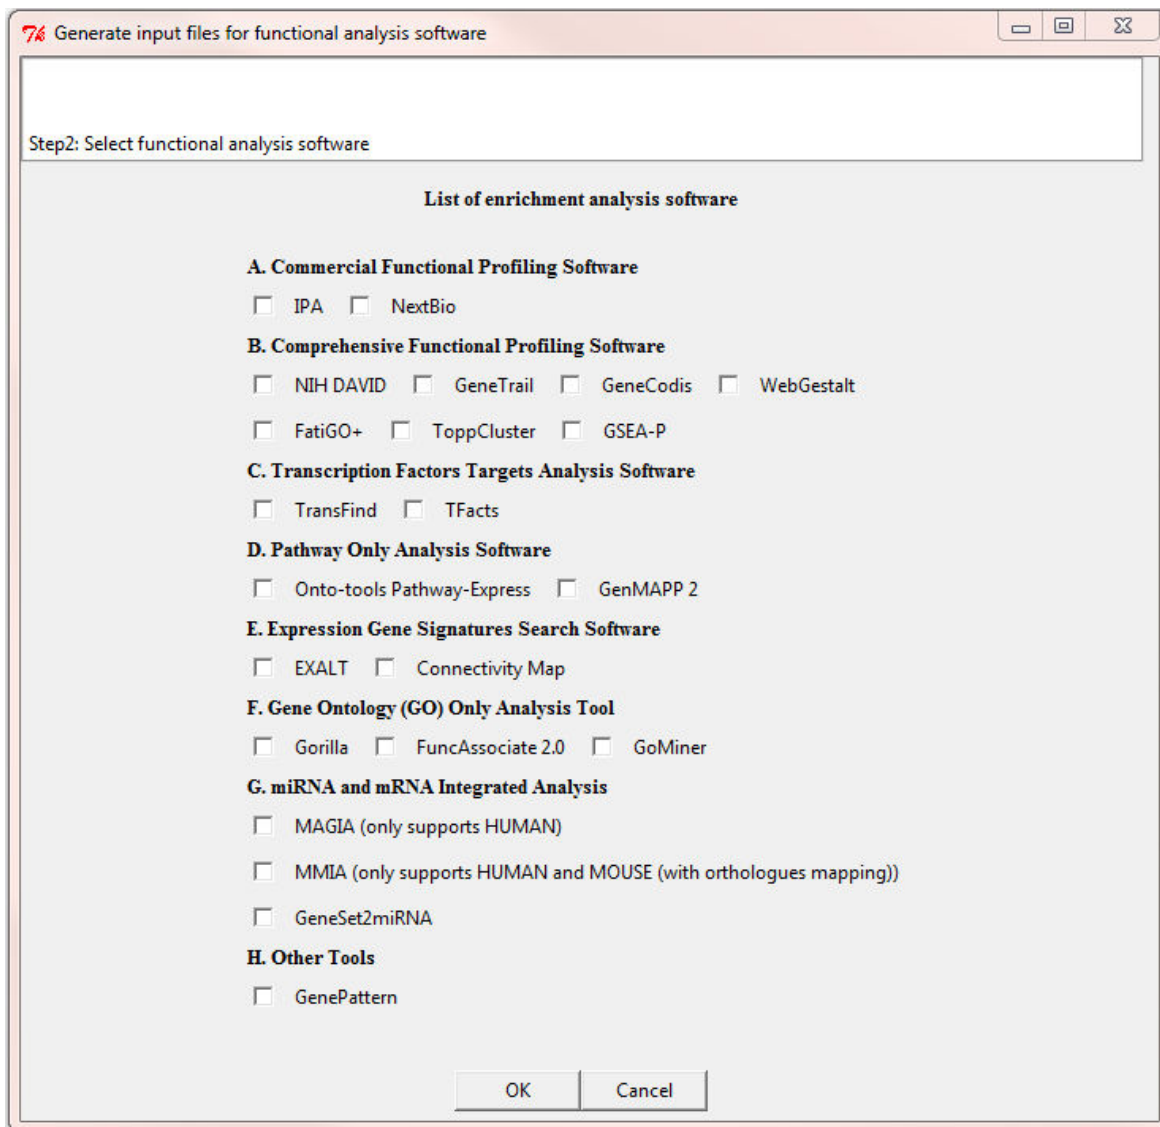 Generate input files for functional analysis software
Step2: Select functional analysis software
List of enrichment analysis software
A. Commercial Functional Profiling Software
IPA NextBio
B. Comprehensive Functional Profiling Software
NIH DAVID GeneTrail GeneCodis WebGestalt
FatiGO+ ToppCluster GSEA-P
C. Transcription Factors Targets Analysis Software
TransFind TFacts
D. Pathway Only Analysis Software
Onto-tools Pathway-Express GenMAPP 2
E. Expression Gene Signatures Search Software
EXALT Connectivity Map
F. Gene Ontology (GO) Only Analysis Tool
Gorilla FuncAssociate 2.0 GoMiner
G. miRNA and mRNA Integrated Analysis
MAGIA (only supports HUMAN)
MMIA (only supports HUMAN and MOUSE (with orthologues mapping))
GeneSet2miRNA
H. Other Tools
GenePattern
OK Cancel